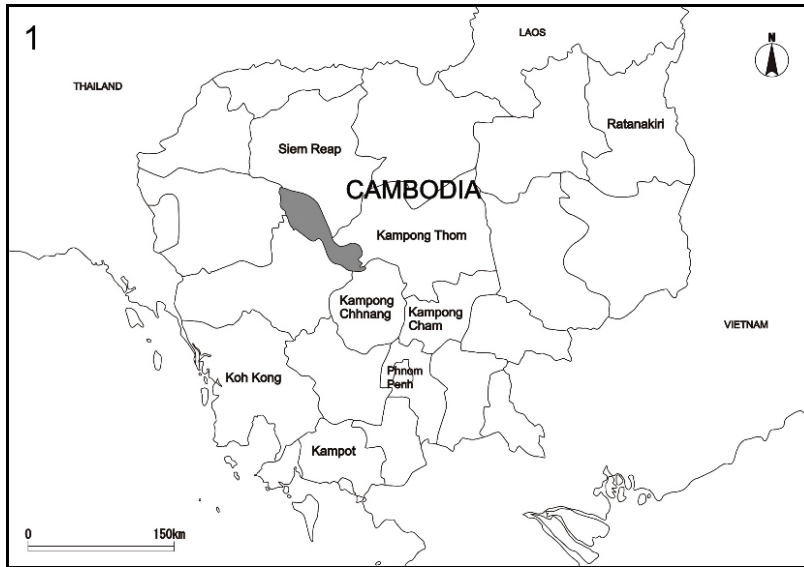 1
LAOS
N
THAILAND
Ratanakiri
Siem Reap
CAMBODIA
Kampong Thom
Kampong
Chhnang
Kampong
Cham
VIETNAM
Koh Kong
Phnom
Penh
Kampot
0 150km